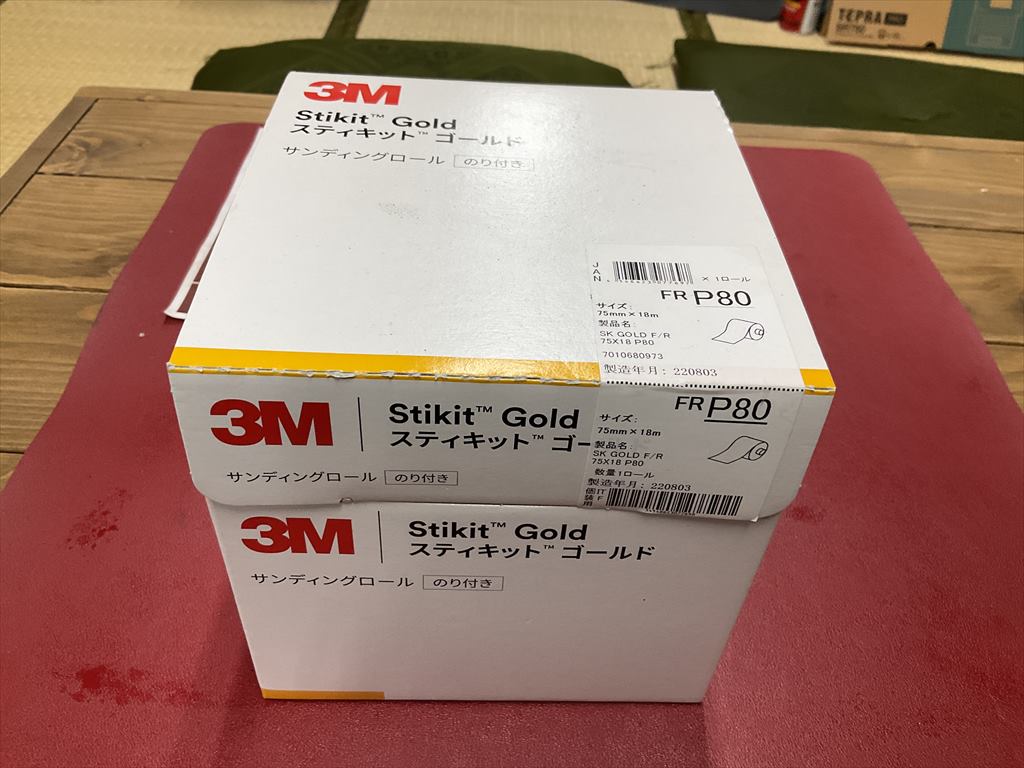 TEPRA PRO
3M
Stikit™ Gold
スティキット™ ゴールド
サンディングロール のり付き
JAN
× 1ロール
FR P80
サイズ:
75mm×18m
製品名:
SK GOLD F/R
75X18 P80
7010680973
製造年月: 220803
3M
Stikit™ Gold
スティキット™ ゴー
サンディングロール のり付き
FR P80
サイズ:
75mm×18m
製品名:
SK GOLD F/R
75X18 P80
数量1ロール
製造年月: 220803
個装用
ITF
3M
Stikit™ Gold
スティキット™ ゴールド
サンディングロール のり付き